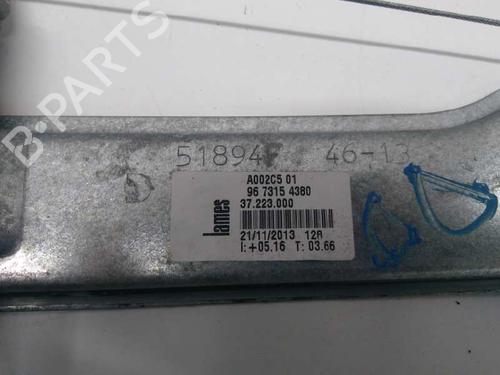 518947 46-13
D
A002C5 01
96 7315 4380
37.223.000
lames
21/11/2013 12A
I:+05.16 T: 03.66
B-PARTS